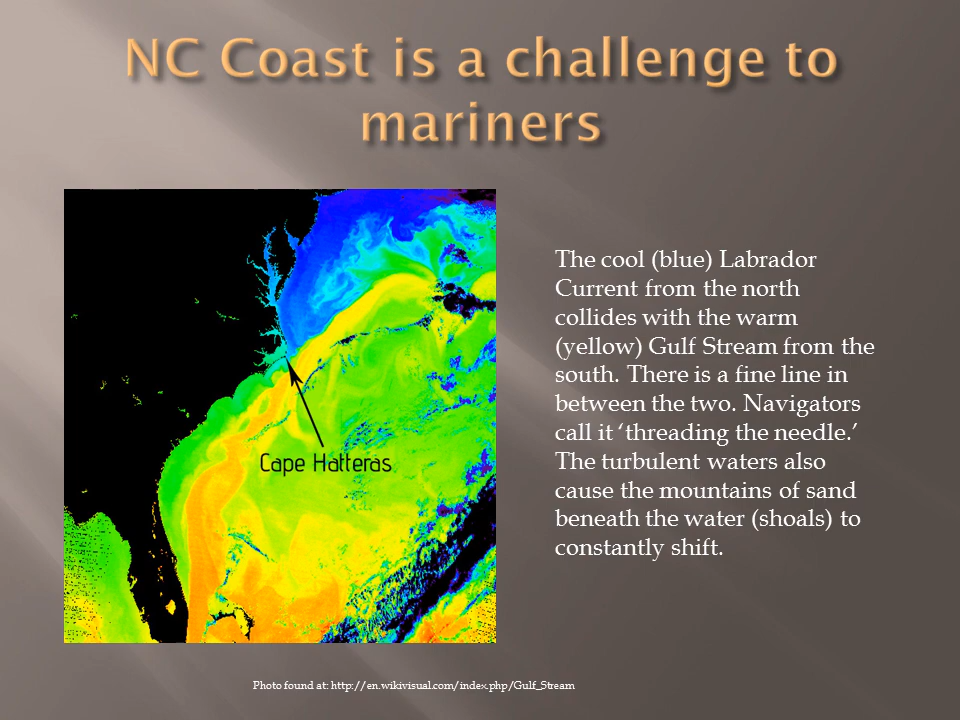 NC Coast is a challenge to
mariners
Cape Hatteras
The cool (blue) Labrador
Current from the north
collides with the warm
(yellow) Gulf Stream from the
south. There is a fine line in
between the two. Navigators
call it ‘threading the needle.’
The turbulent waters also
cause the mountains of sand
beneath the water (shoals) to
constantly shift.
Photo found at: http://en.wikivisual.com/index.php/Gulf_Stream